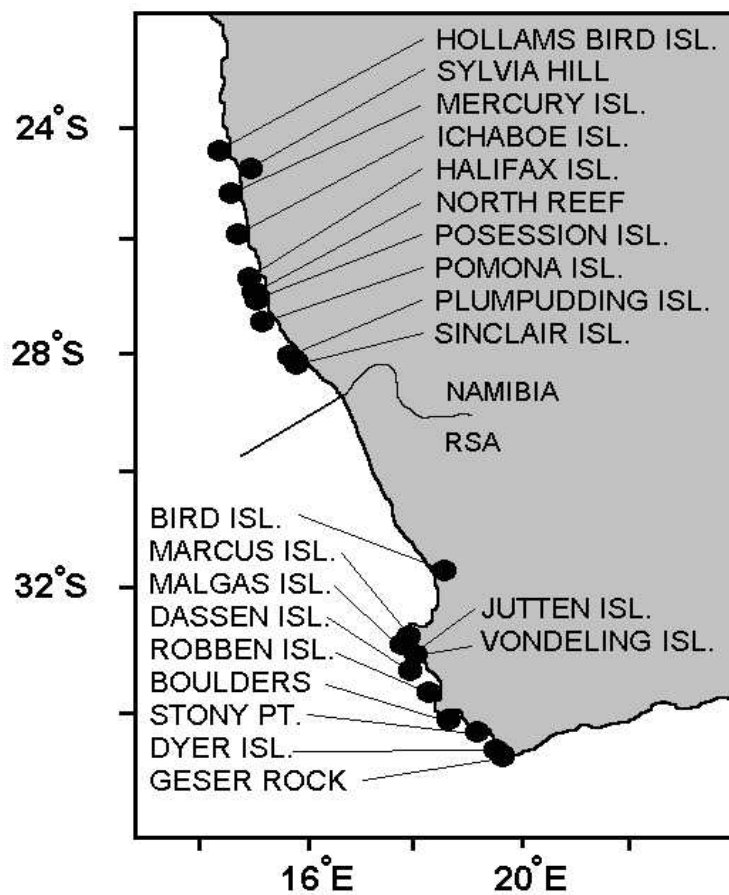 HOLLAMS BIRD ISL.
SYLVIA HILL
MERCURY ISL.
ICHABOE ISL.
HALIFAX ISL.
NORTH REEF
POSESSION ISL.
POMONA ISL.
PLUMPUDDING ISL.
SINCLAIR ISL.
24°S
28°S
32°S
NAMIBIA
RSA
BIRD ISL.
MARCUS ISL.
MALGAS ISL.
DASSEN ISL.
ROBBEN ISL.
BOULDERS
STONY PT.
DYER ISL.
GESER ROCK
JUTTEN ISL.
VONDELING ISL.
16°E
20°E